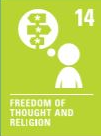 14
FREEDOM OF
THOUGHT AND
RELIGION